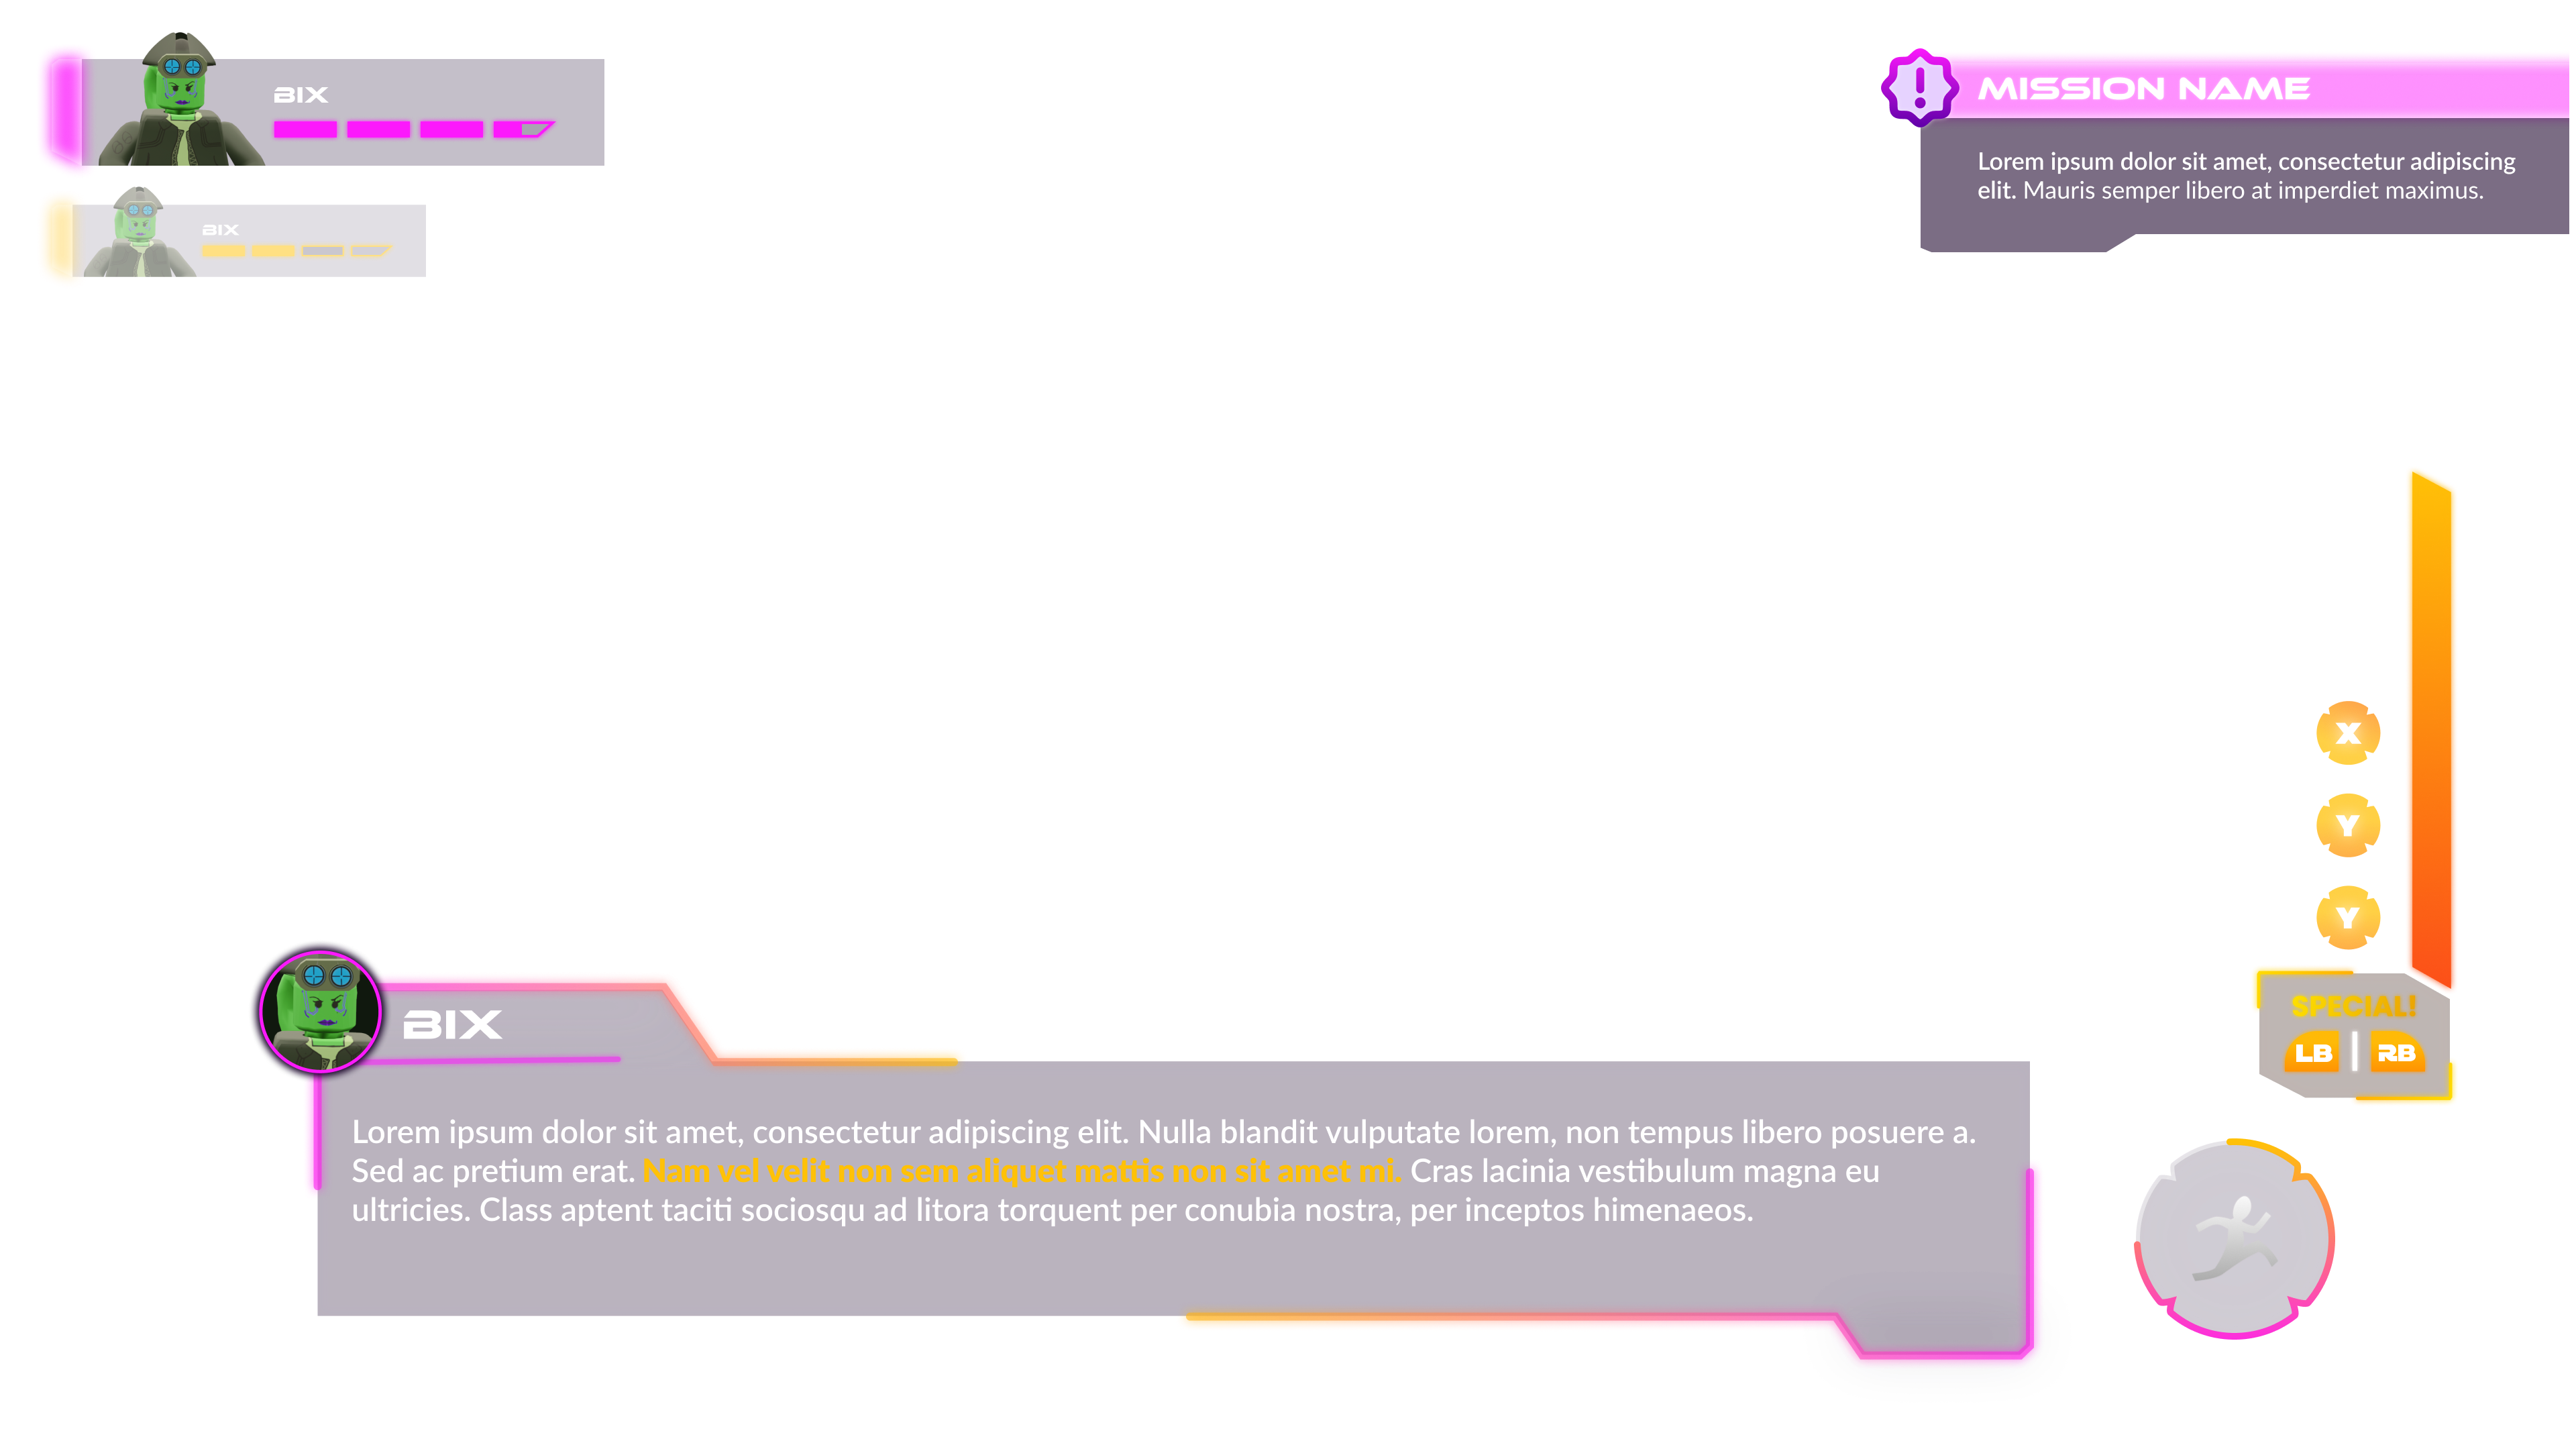 BIX
BIX
MISSION NAME
Lorem ipsum dolor sit amet, consectetur adipiscing
elit. Mauris semper libero at imperdiet maximus.
X
Y
Y
SPECIAL!
LB | RB
BIX
Lorem ipsum dolor sit amet, consectetur adipiscing elit. Nulla blandit vulputate lorem, non tempus libero posuere a.
Sed ac pretium erat. Nam vel velit non sem aliquet mattis non sit amet mi. Cras lacinia vestibulum magna eu
ultricies. Class aptent taciti sociosqu ad litora torquent per conubia nostra, per inceptos himenaeos.